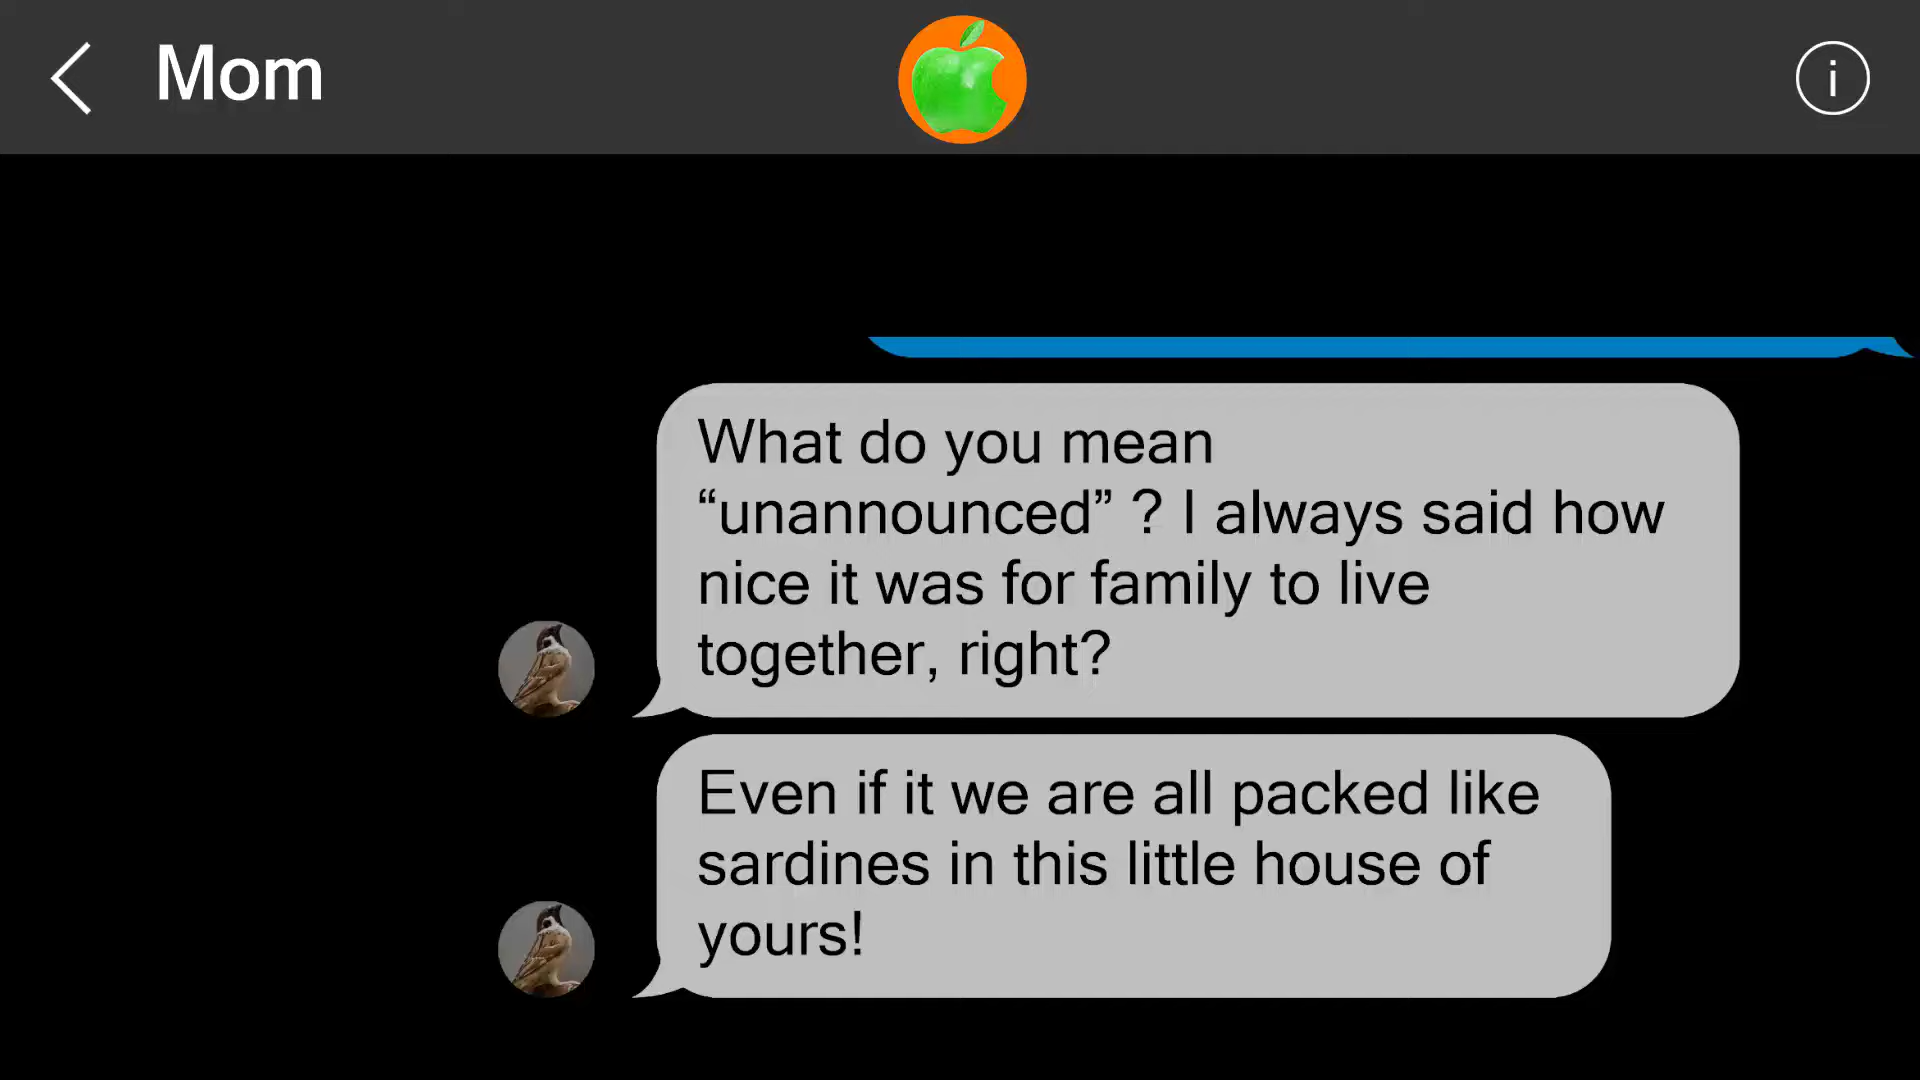 Mom
i
What do you mean
“unannounced” ? I always said how
nice it was for family to live
together, right?
Even if it we are all packed like
sardines in this little house of
yours!